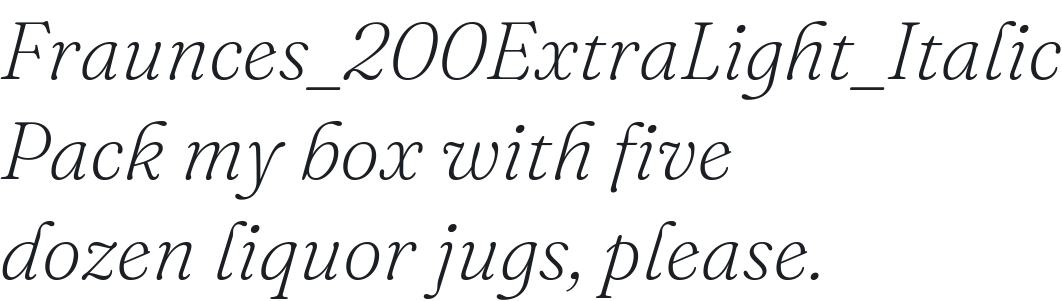 Fraunces_200ExtraLight_Italic
Pack my box with five
dozen liquor jugs, please.